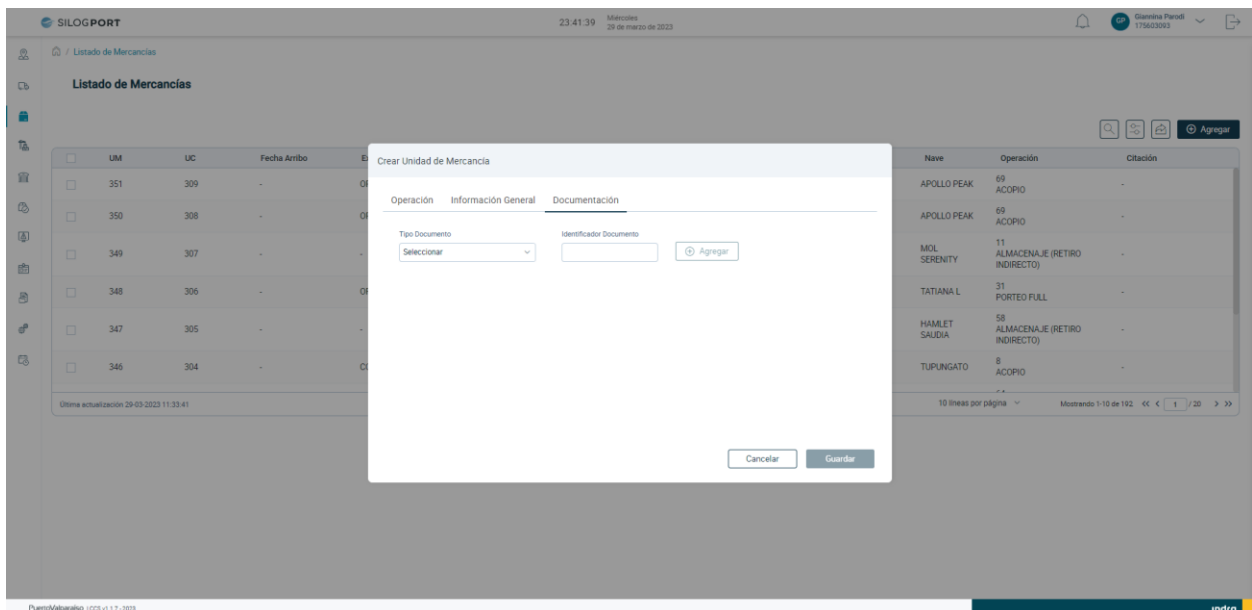 SILOGPORT
23:41:39
Miércoles
29 de marzo de 2023
GP
Giannina Parodi
175603093
/ Listado de Mercancías
Listado de Mercancías
Agregar
UM UC Fecha Arribo Nave Operación Citación
351 309 - APOLLO PEAK 69 ACOPIO -
350 308 - APOLLO PEAK 69 ACOPIO -
349 307 - - MOL SERENITY 11 ALMACENAJE (RETIRO INDIRECTO) -
348 306 - TATIANA L 31 PORTEO FULL -
347 305 - - HAMLET SAUDIA 58 ALMACENAJE (RETIRO INDIRECTO) -
346 304 - TUPUNGATO 8 ACOPIO -
Última actualización 29-03-2023 11:33:41
10 líneas por página
Mostrando 1-10 de 192 << < 1 / 20 > >>
Crear Unidad de Mercancía
Operación Información General Documentación
Tipo Documento Identificador Documento
Seleccionar Agregar
Cancelar Guardar
PuertoValparaíso
indra